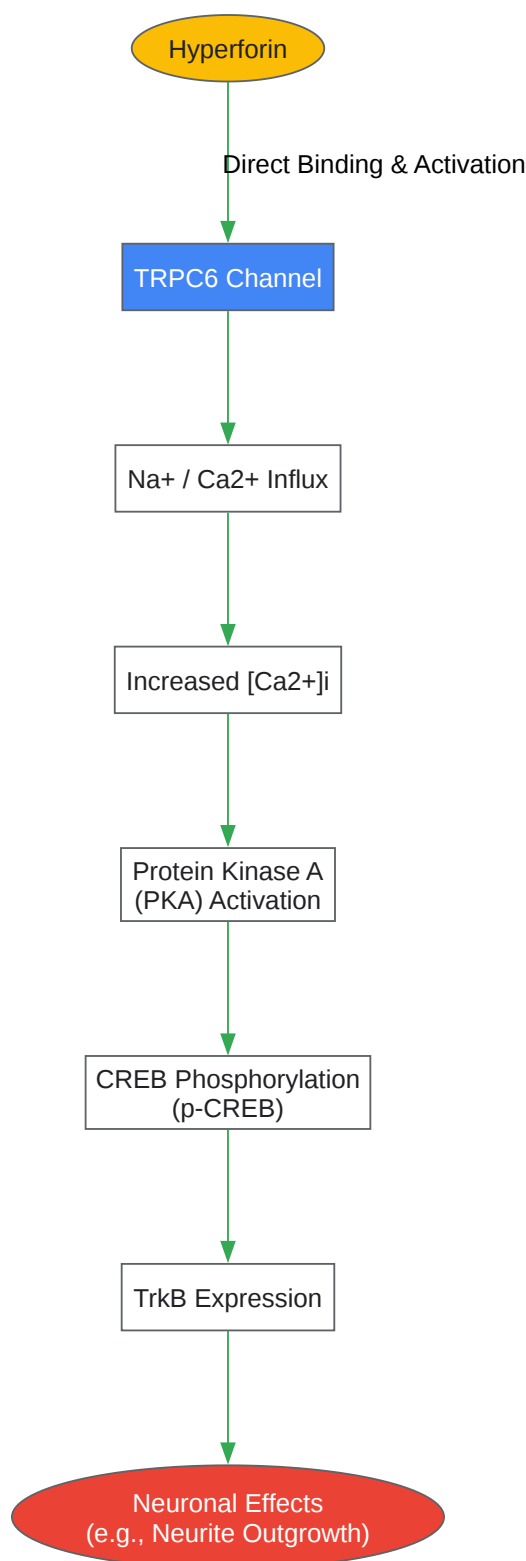 Hyperforin
Direct Binding & Activation
TRPC6 Channel
Na+ / Ca2+ Influx
Increased [Ca2+]i
Protein Kinase A
(PKA) Activation
CREB Phosphorylation
(p-CREB)
TrkB Expression
Neuronal Effects
(e.g., Neurite Outgrowth)